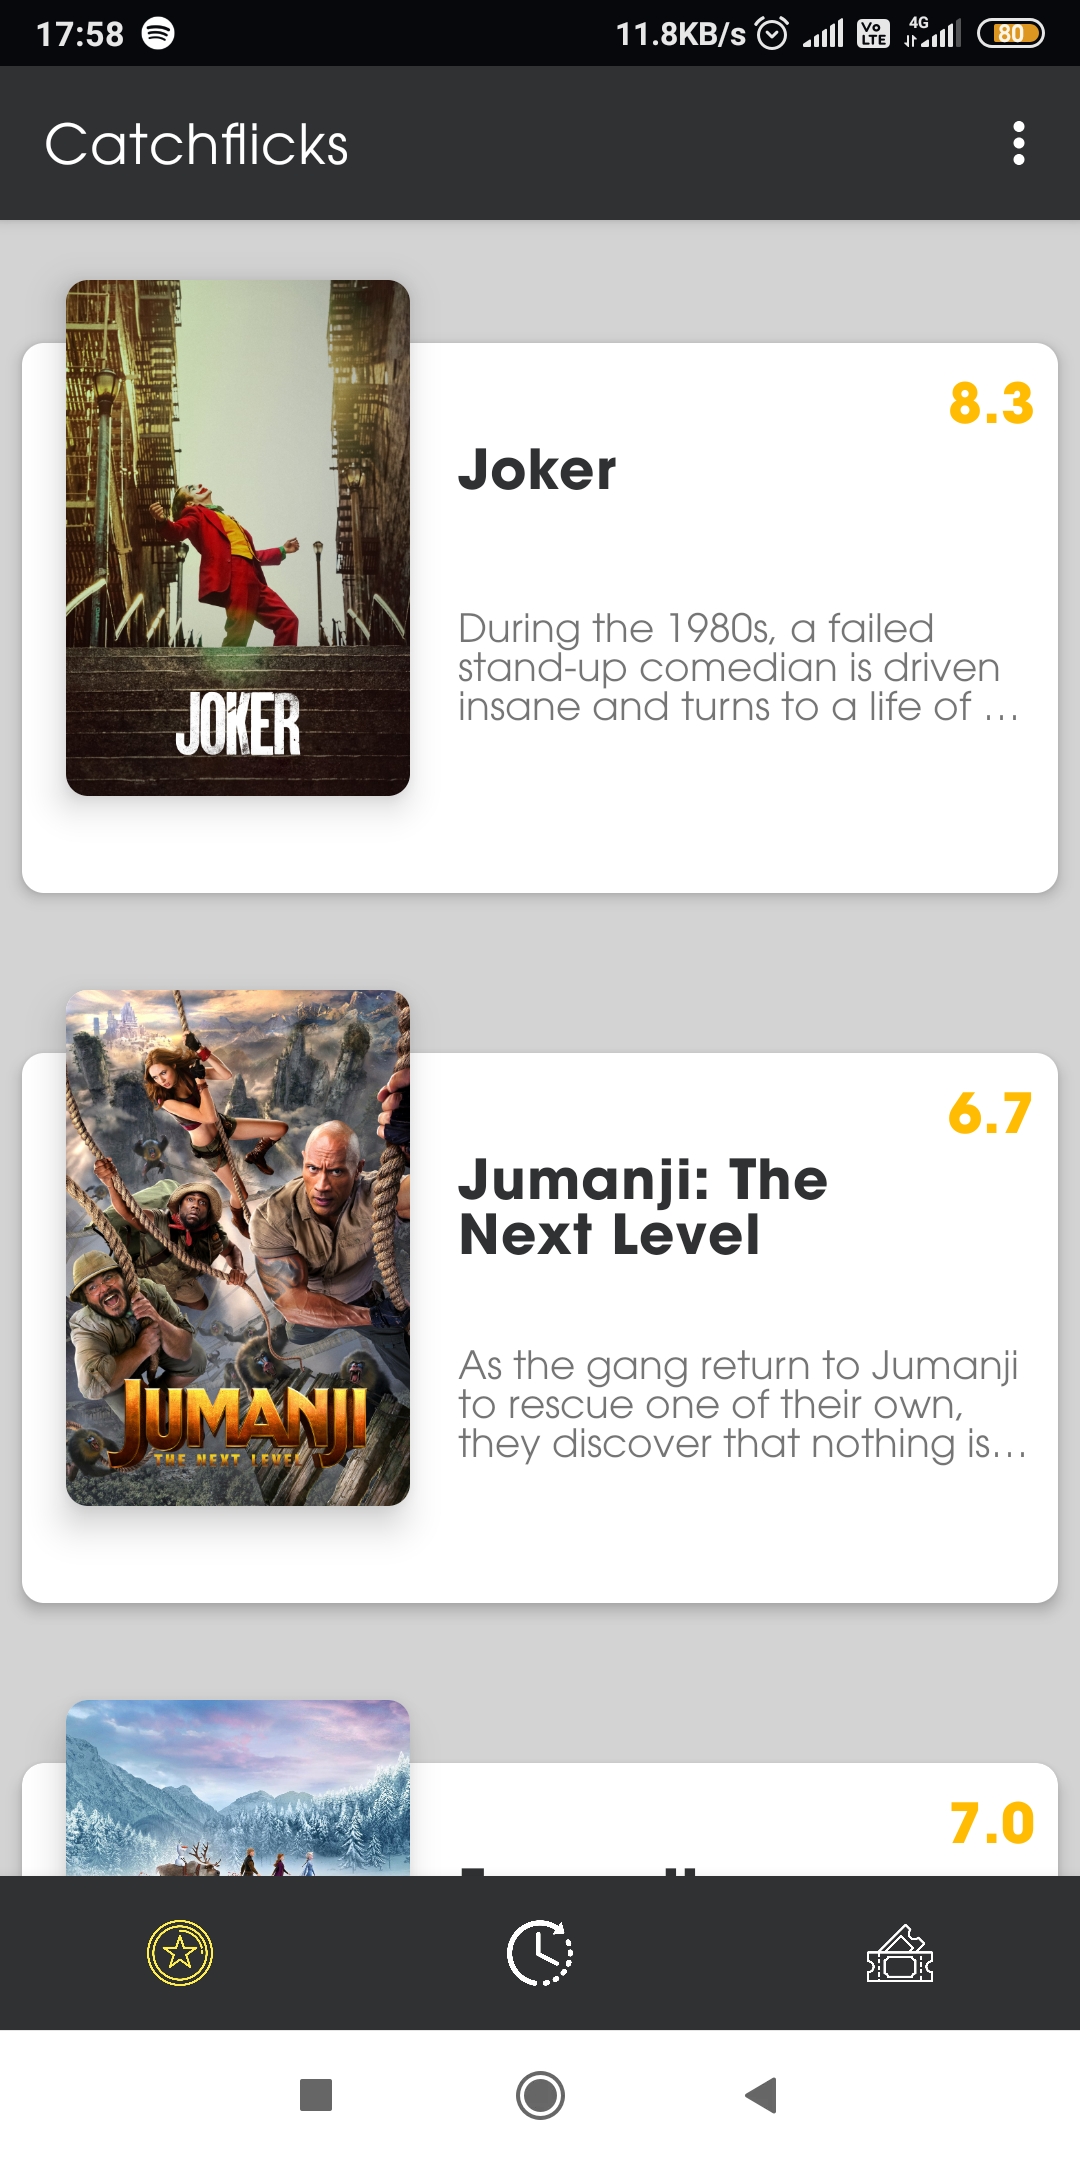 17:58 11.8KB/s Vo LTE 4G 80
Catchflicks
8.3
Joker
During the 1980s, a failed
stand-up comedian is driven
insane and turns to a life of ...
JOKER
6.7
Jumanji: The
Next Level
As the gang return to Jumanji
to rescue one of their own,
they discover that nothing is...
JUMANJI
THE NEXT LEVEL
7.0